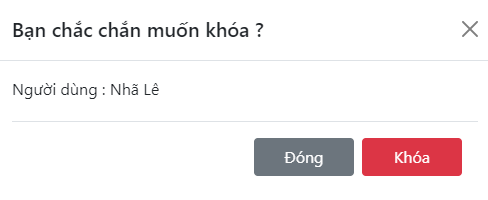 Bạn chắc chắn muốn khóa ?
Người dùng : Nhã Lê
Đóng
Khóa